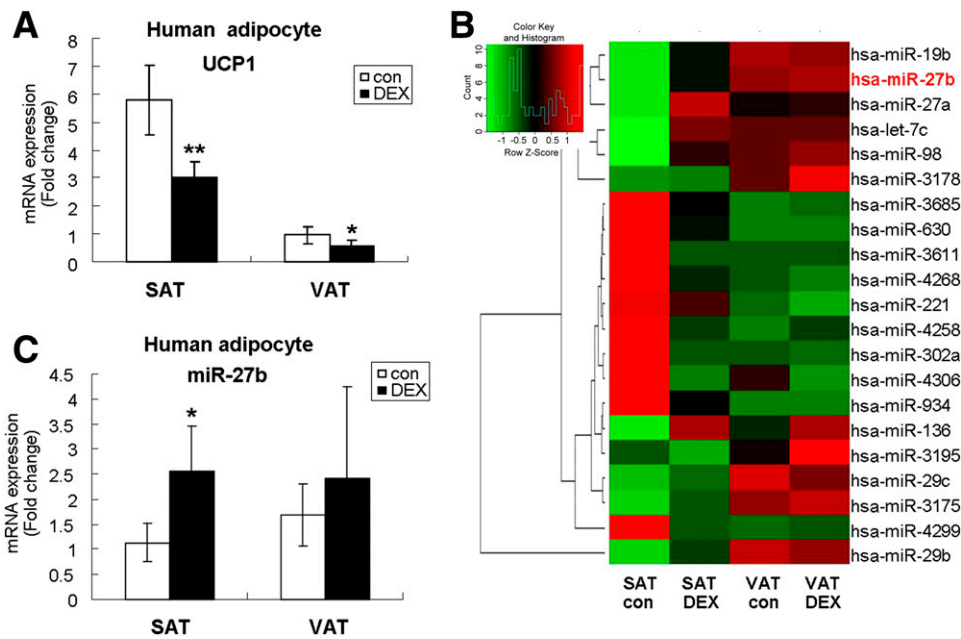 A
Human adipocyte
UCP1
con
DEX
mRNA expression
(Fold change)
8
7
6
5
4
3
2
1
0
**
*
SAT
VAT
B
Color Key
and Histogram
Count
0 2 4 6 8 10
-1 0 0.5 1
Row Z-Score
hsa-miR-19b
hsa-miR-27b
hsa-miR-27a
hsa-let-7c
hsa-miR-98
hsa-miR-3178
hsa-miR-3685
hsa-miR-630
hsa-miR-3611
hsa-miR-4268
hsa-miR-221
hsa-miR-4258
hsa-miR-302a
hsa-miR-4306
hsa-miR-934
hsa-miR-136
hsa-miR-3195
hsa-miR-29c
hsa-miR-3175
hsa-miR-4299
hsa-miR-29b
SAT con
SAT DEX
VAT con
VAT DEX
C
Human adipocyte
miR-27b
con
DEX
mRNA expression
(Fold change)
4.5
4
3.5
3
2.5
2
1.5
1
0.5
0
*
SAT
VAT